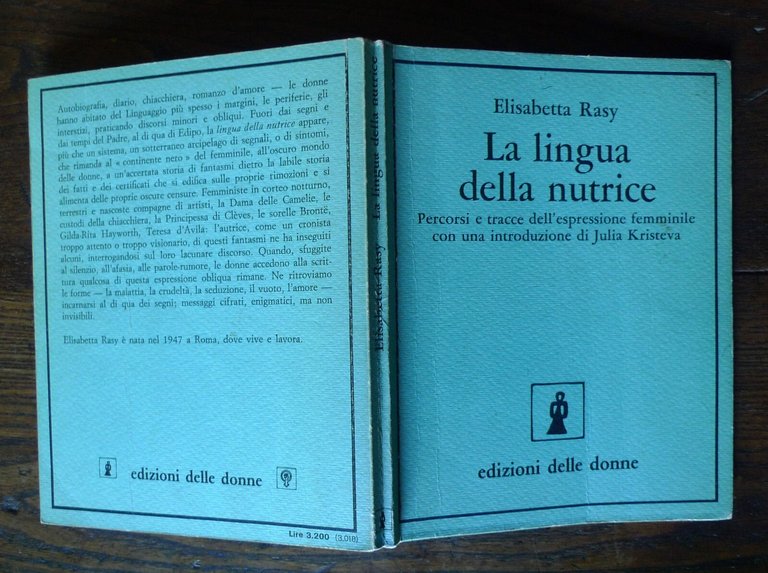 Autobiografia, diario, chiacchiera, romanzo d'amore — le donne
hanno abitato del Linguaggio più spesso i margini, le periferie, gli
interstizi, praticando discorsi minori e obliqui. Fuori dai segni e
dai tempi del Padre, al di qua di Edipo, la lingua della nutrice appare,
più che un sistema, un sotterraneo arcipelago di segnali, o di sintomi,
che rimanda al « continente nero » del femminile, all'oscuro mondo
delle donne, a un'accertata storia di fantasmi dietro la labile storia
dei fatti e dei certificati che si edifica sulle proprie rimozioni e si
alimenta delle proprie oscure censure. Femministe in corteo notturno,
terrestri e nascoste compagne di artisti, la Dama delle Camelie, le
custodi della chiacchiera, la Principessa di Clèves, le sorelle Brontë,
Gilda-Rita Hayworth, Teresa d'Avila: l'autrice, come un cronista
troppo attento o troppo visionario, di questi fantasmi ne ha inseguiti
alcuni, interrogandosi sul loro lacunare discorso. Quando, sfuggite
al silenzio, all'afasia, alle parole-rumore, le donne accedono alla scrit-
tura qualcosa di questa espressione obliqua rimane. Ne ritroviamo
le forme — la malattia, la crudeltà, la seduzione, il vuoto, l'amore —
incarnarsi al di qua dei segni; messaggi cifrati, enigmatici, ma non
invisibili.
Elisabetta Rasy è nata nel 1947 a Roma, dove vive e lavora.
edizioni delle donne
Lire 3.200 (3.018)
Elisabetta Rasy La lingua della nutrice
Elisabetta Rasy
La lingua
della nutrice
Percorsi e tracce dell'espressione femminile
con una introduzione di Julia Kristeva
edizioni delle donne